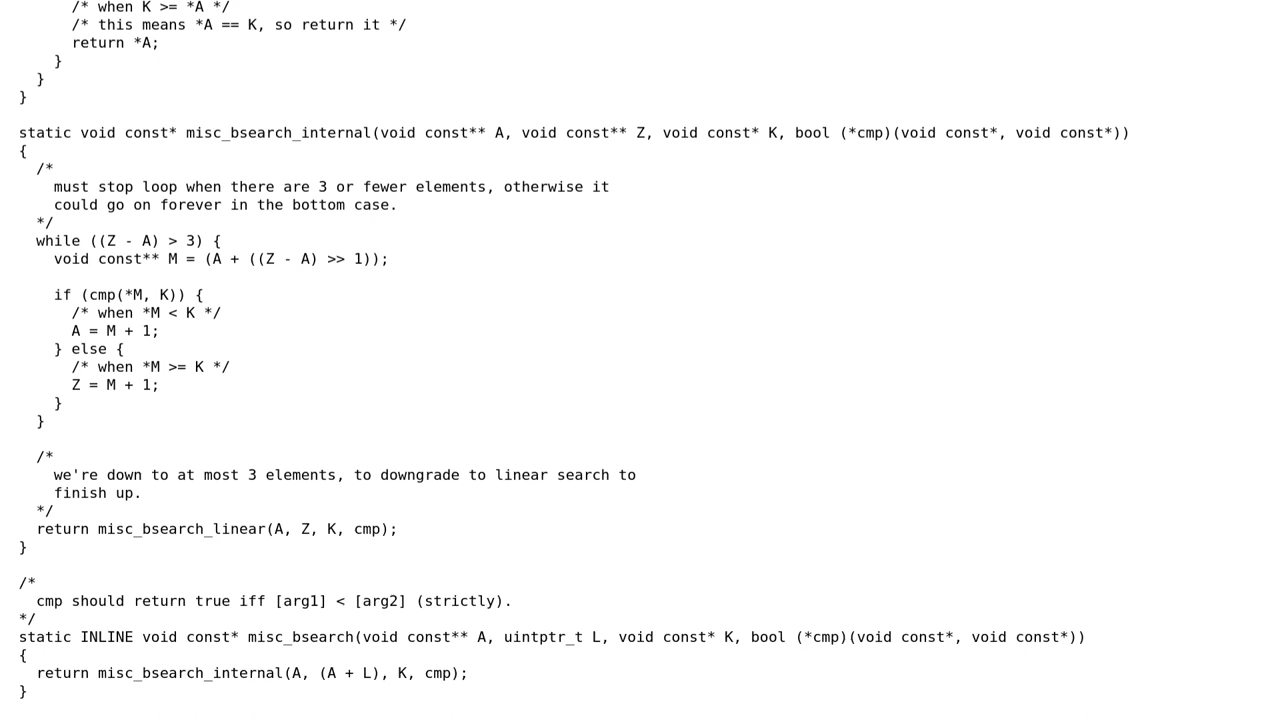 /* when K >= *A */
      /* this means *A == K, so return it */
      return *A;
    }
  }
}

static void const* misc_bsearch_internal(void const** A, void const** Z, void const* K, bool (*cmp)(void const*, void const*))
{
  /*
    must stop loop when there are 3 or fewer elements, otherwise it
    could go on forever in the bottom case.
  */
  while ((Z - A) > 3) {
    void const** M = (A + ((Z - A) >> 1));

    if (cmp(*M, K)) {
      /* when *M < K */
      A = M + 1;
    } else {
      /* when *M >= K */
      Z = M + 1;
    }
  }

  /*
    we're down to at most 3 elements, to downgrade to linear search to
    finish up.
  */
  return misc_bsearch_linear(A, Z, K, cmp);
}

/*
  cmp should return true iff [arg1] < [arg2] (strictly).
*/
static INLINE void const* misc_bsearch(void const** A, uintptr_t L, void const* K, bool (*cmp)(void const*, void const*))
{
  return misc_bsearch_internal(A, (A + L), K, cmp);
}